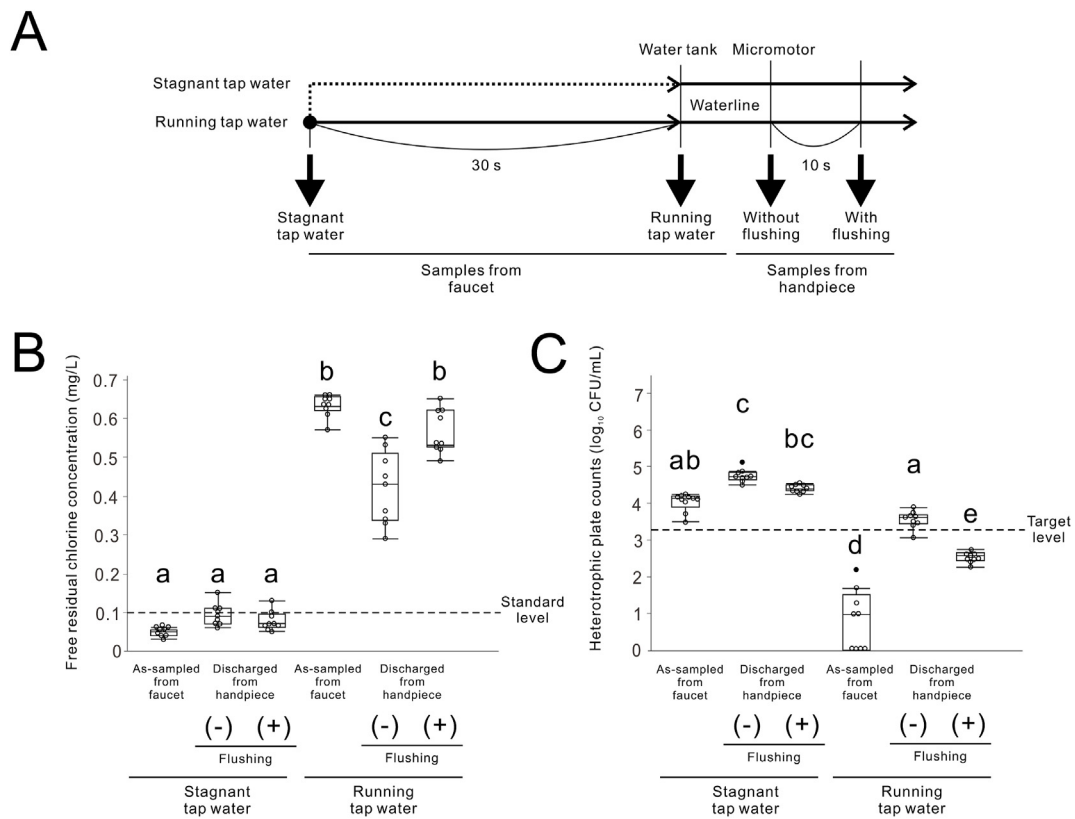 A
Water tank Micromotor
Stagnant tap water
Waterline
Running tap water
30 s
10 s
Stagnant
tap water
Running
tap water
Without
flushing
With
flushing
Samples from
faucet
Samples from
handpiece
B
Free residual chlorine concentration (mg/L)
0.7
0.6
0.5
0.4
0.3
0.2
0.1
0
a
a
a
b
c
b
Standard
level
As-sampled
from
faucet
Discharged
from
handpiece
As-sampled
from
faucet
Discharged
from
handpiece
(-) (+)
Flushing
(-) (+)
Flushing
Stagnant
tap water
Running
tap water
C
Heterotrophic plate counts (log10 CFU/mL)
7
6
5
4
3
2
1
0
ab
c
bc
d
a
e
Target
level
As-sampled
from
faucet
Discharged
from
handpiece
As-sampled
from
faucet
Discharged
from
handpiece
(-) (+)
Flushing
(-) (+)
Flushing
Stagnant
tap water
Running
tap water